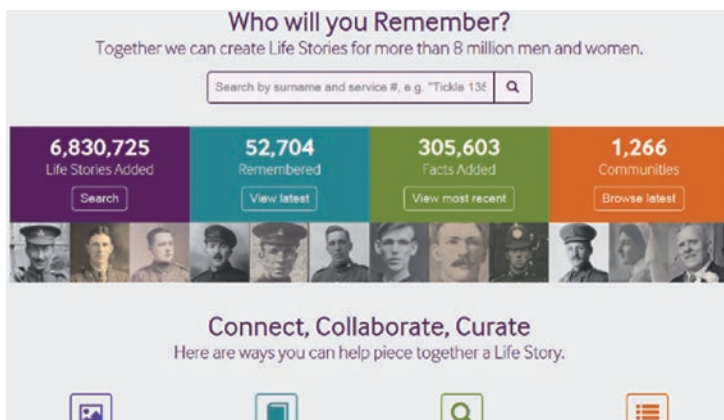 Who will you Remember?
Together we can create Life Stories for more than 8 million men and women.
Search by surname and service #, e.g. "Tickle
6,830,725
Life Stories Added
Search
52,704
Remembered
View latest
305,603
Facts Added
View most recent
1,266
Communities
Browse latest
Connect, Collaborate, Curate
Here are ways you can help piece together a Life Story.